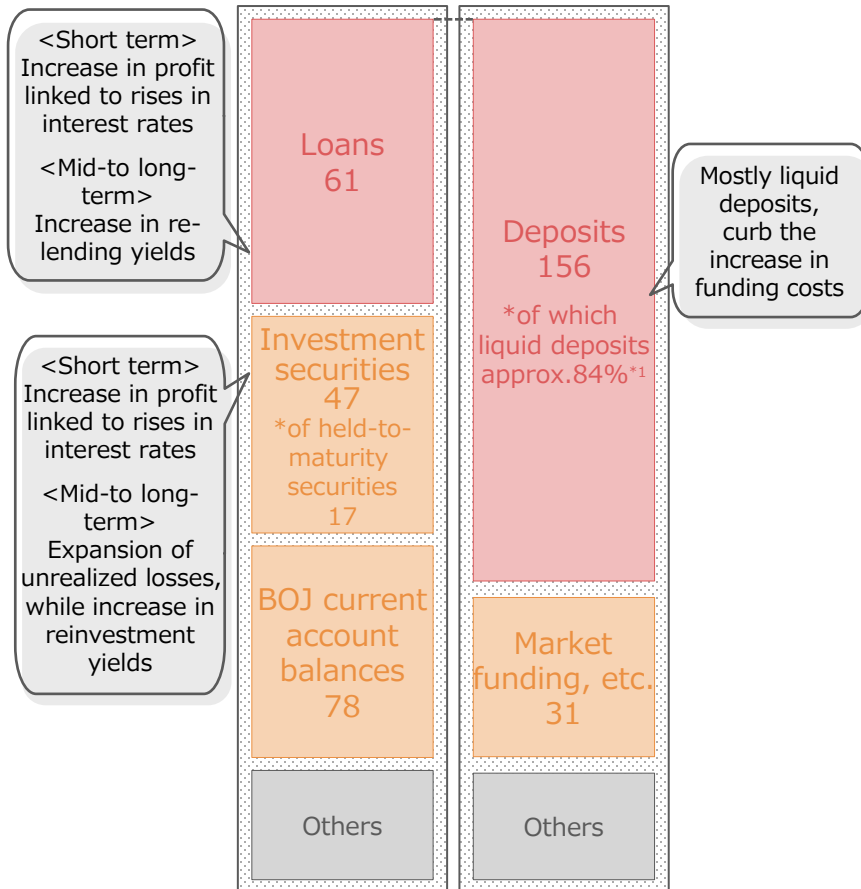 <Short term>
Increase in profit
linked to rises in
interest rates
<Mid-to long-
term>
Increase in re-
lending yields
<Short term>
Increase in profit
linked to rises in
interest rates
<Mid-to long-
term>
Expansion of
unrealized losses,
while increase in
reinvestment
yields
Loans
61
Investment
securities
47
*of held-to-
maturity
securities
17
BOJ current
account
balances
78
Others
Deposits
156
*of which
liquid deposits
approx.84%*1
Market
funding, etc.
31
Others
Mostly liquid
deposits,
curb the
increase in
funding costs